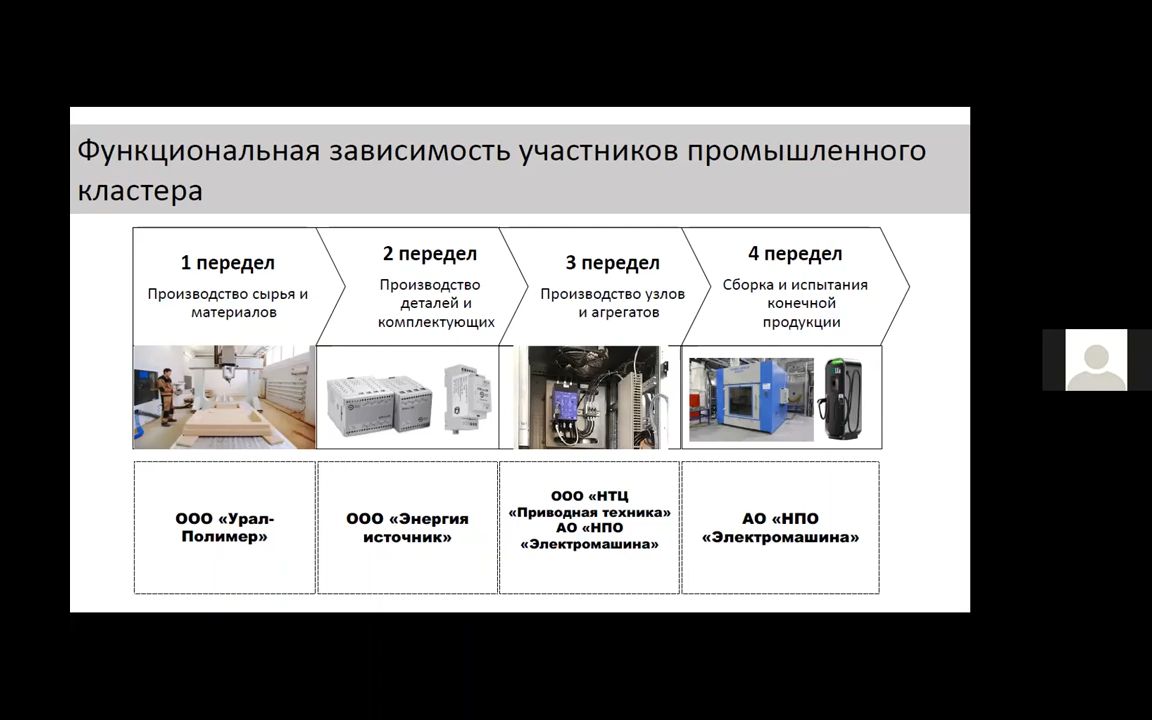 Функциональная зависимость участников промышленного
кластера
1 передел
Производство сырья и
материалов
2 передел
Производство
деталей и
комплектующих
3 передел
Производство узлов
и агрегатов
4 передел
Сборка и испытания
конечной
продукции
ООО «Урал-
Полимер»
ООО «Энергия
источник»
ООО «НТЦ
«Приводная техника»
АО «НПО
«Электромашина»
АО «НПО
«Электромашина»